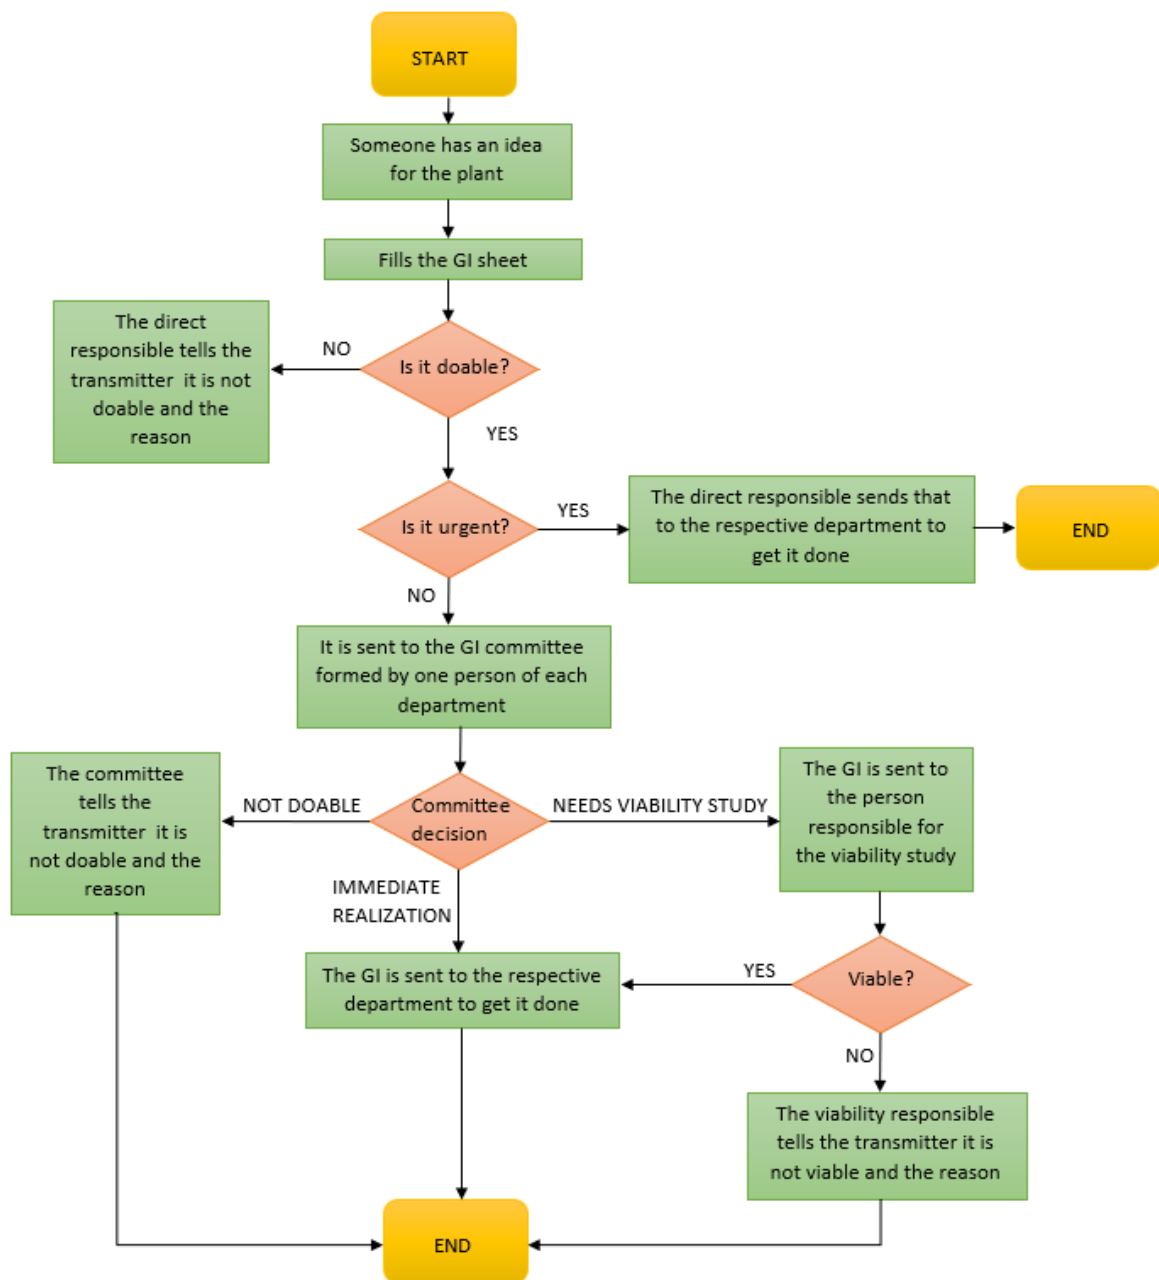 START
Someone has an idea
for the plant
Fills the GI sheet
The direct
responsible tells the
transmitter  it is not
doable and the
reason
NO
Is it doable?
YES
Is it urgent?
YES
The direct responsible sends that
to the respective department to
get it done
END
NO
It is sent to the GI committee
formed by one person of each
department
The committee
tells the
transmitter  it is
not doable and the
reason
NOT DOABLE
Committee
decision
NEEDS VIABILITY STUDY
The GI is sent to
the person
responsible for
the viability study
IMMEDIATE
REALIZATION
The GI is sent to the respective
department to get it done
YES
Viable?
NO
The viability responsible
tells the transmitter it is
not viable and the reason
END